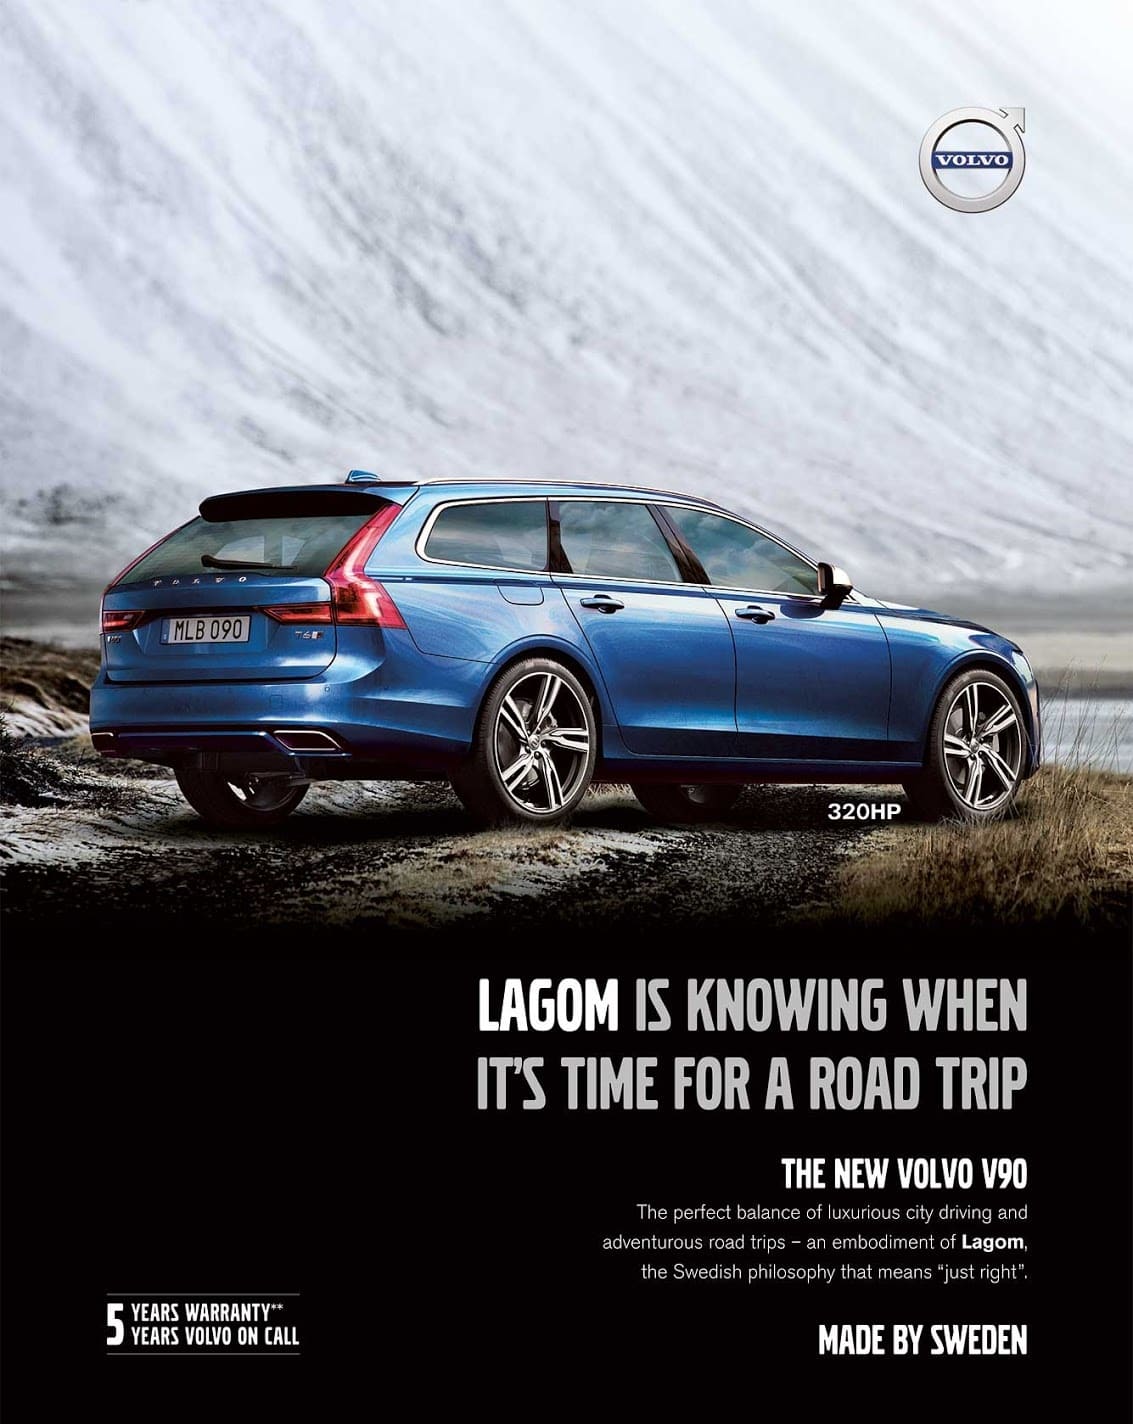 VOLVO
VOLVO
MLB 090
T6
320HP
LAGOM IS KNOWING WHEN
IT'S TIME FOR A ROAD TRIP
THE NEW VOLVO V90
The perfect balance of luxurious city driving and
adventurous road trips – an embodiment of Lagom,
the Swedish philosophy that means “just right”.
5 YEARS WARRANTY**
YEARS VOLVO ON CALL
MADE BY SWEDEN